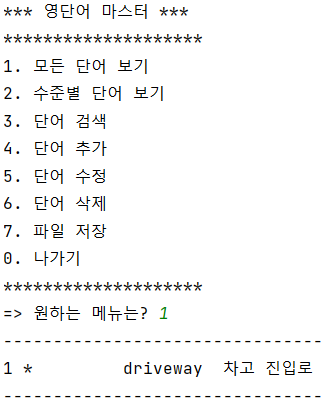 *** 영단어 마스터 ***
********************
1. 모든 단어 보기
2. 수준별 단어 보기
3. 단어 검색
4. 단어 추가
5. 단어 수정
6. 단어 삭제
7. 파일 저장
0. 나가기
********************
=> 원하는 메뉴는? 1
--------------------------------
1 *         driveway  차고 진입로
--------------------------------